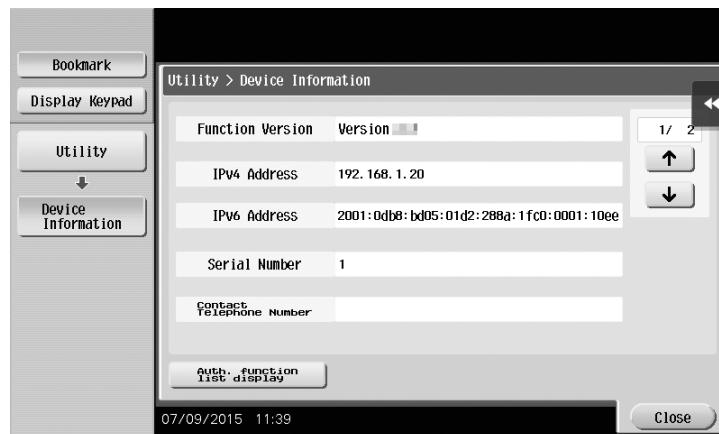 Bookmark
Display Keypad
Utility
Device
Information
Utility > Device Information
Function Version
Version
1/ 2
IPv4 Address
192.168.1.20
IPv6 Address
2001:0db8:bd05:01d2:288a:1fc0:0001:10ee
Serial Number
1
Contact
Telephone Number
Auth. function
list display
07/09/2015 11:39
Close